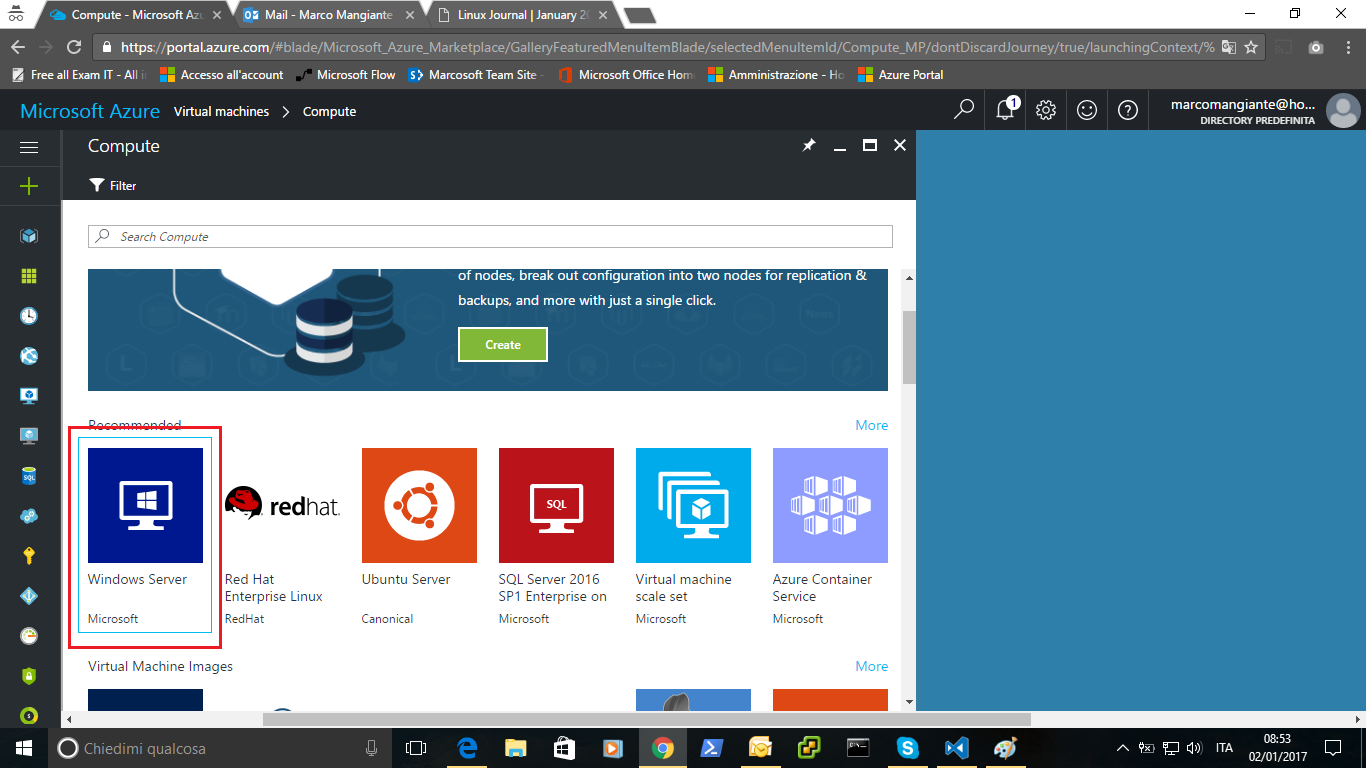 Compute - Microsoft Az
Mail - Marco Mangiante
Linux Journal | January 20
https://portal.azure.com/#blade/Microsoft_Azure_Marketplace/GalleryFeaturedMenuItemBlade/selectedMenuItemId/Compute_MP/dontDiscardJourney/true/launchingContext/%
Free all Exam IT - All i
Accesso all'account
Microsoft Flow
Marcosoft Team Site -
Microsoft Office Hom
Amministrazione - Ho
Azure Portal
Microsoft Azure
Virtual machines
Compute
1
marcomangiante@ho...
DIRECTORY PREDEFINITA
Compute
Filter
Search Compute
of nodes, break out configuration into two nodes for replication &
backups, and more with just a single click.
Create
Recommended
More
redhat.
SQL
Windows Server
Microsoft
Red Hat
Enterprise Linux
RedHat
Ubuntu Server
Canonical
SQL Server 2016
SP1 Enterprise on
Microsoft
Virtual machine
scale set
Microsoft
Azure Container
Service
Microsoft
SQL
Virtual Machine Images
More
Chiedimi qualcosa
ITA
08:53
02/01/2017